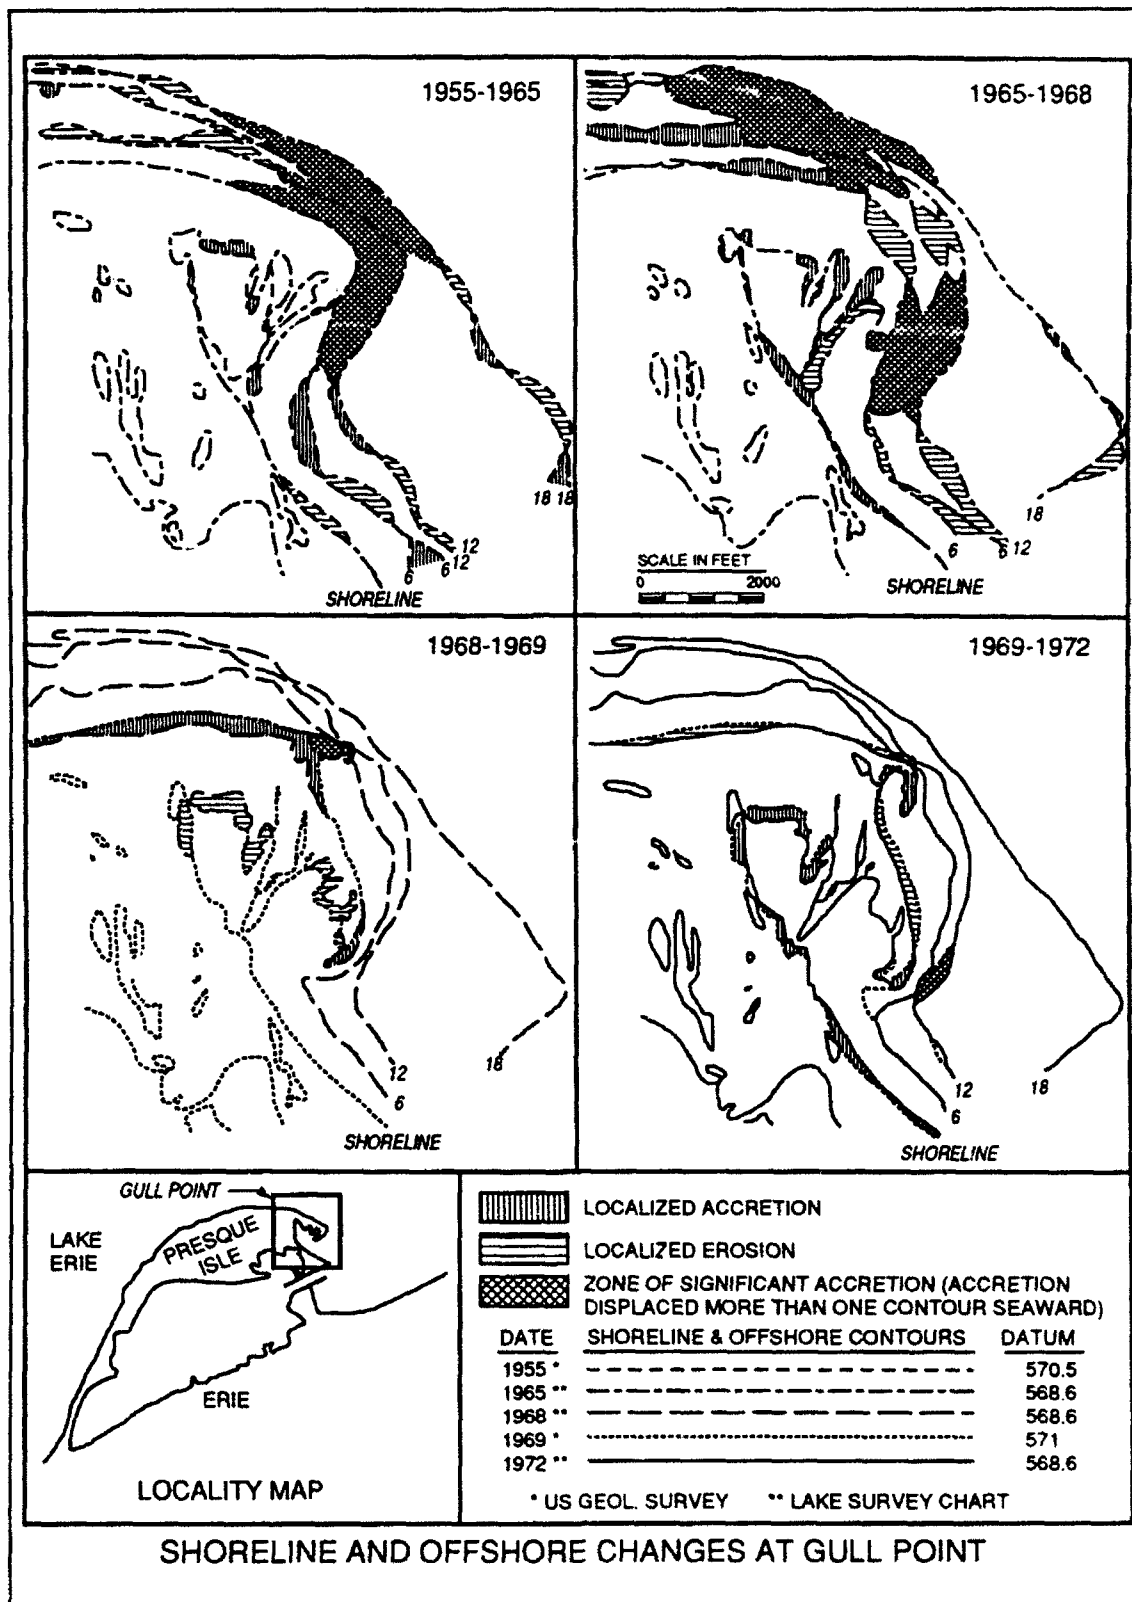 1955-1965
18 18
12
12
6
6
SHORELINE
1965-1968
18
6
6
12
SCALE IN FEET
0 2000
SHORELINE
1968-1969
18
12
6
SHORELINE
1969-1972
18
12
6
SHORELINE
GULL POINT
LAKE
ERIE
PRESQUE
ISLE
ERIE
LOCALITY MAP
LOCALIZED ACCRETION
LOCALIZED EROSION
ZONE OF SIGNIFICANT ACCRETION (ACCRETION
DISPLACED MORE THAN ONE CONTOUR SEAWARD)
DATE SHORELINE & OFFSHORE CONTOURS DATUM
1955 * 570.5
1965 ** 568.6
1968 ** 568.6
1969 * 571
1972 ** 568.6
* US GEOL. SURVEY ** LAKE SURVEY CHART
SHORELINE AND OFFSHORE CHANGES AT GULL POINT